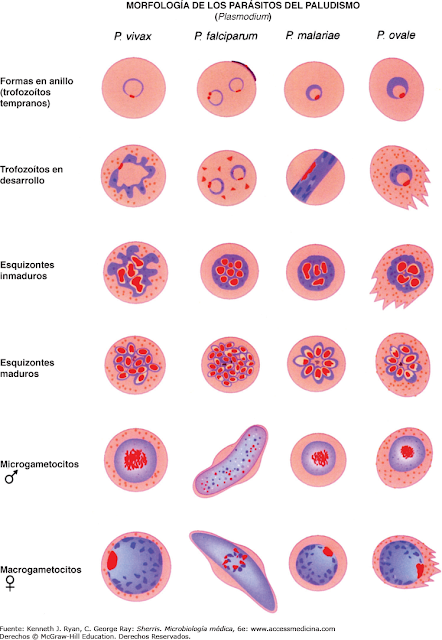 MORFOLOGÍA DE LOS PARÁSITOS DEL PALUDISMO
(Plasmodium)
P. vivax P. falciparum P. malariae P. ovale
Formas en anillo
(trofozoítos
tempranos)
Trofozoítos en
desarrollo
Esquizontes
inmaduros
Esquizontes
maduros
Microgametocitos
♂
Macrogametocitos
♀
Fuente: Kenneth J. Ryan, C. George Ray: Sherris. Microbiología médica, 6e: www.accessmedicina.com
Derechos © McGraw-Hill Education. Derechos Reservados.